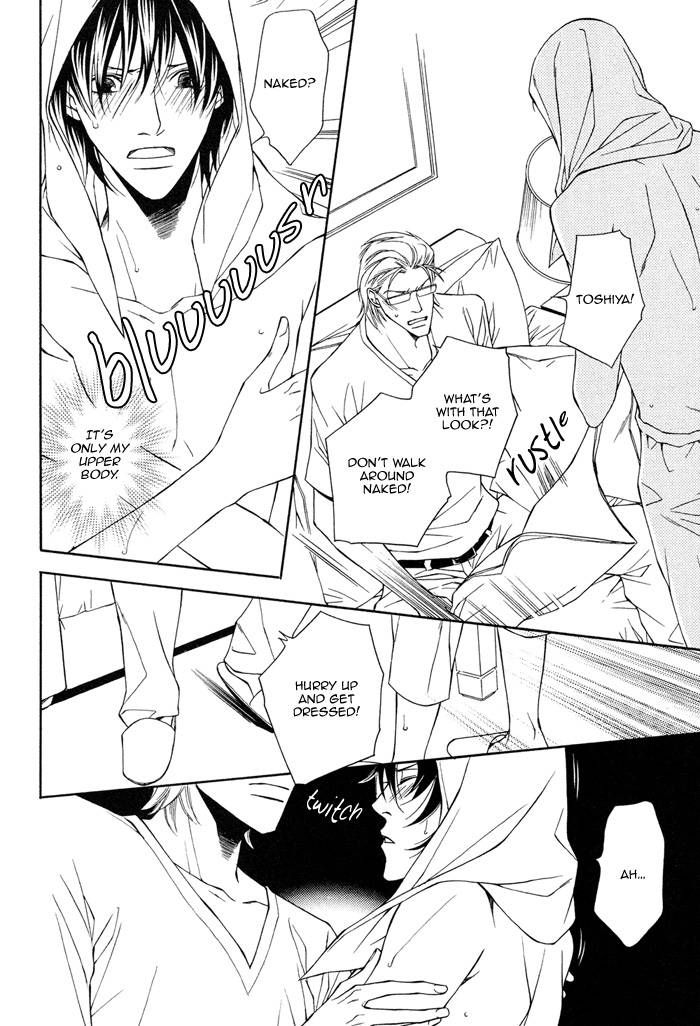 TOSHIYA!
WHAT'S
WITH THAT
LOOK?!
DON'T WALK
AROUND
NAKED!
rustle
NAKED?
bluuuuuush
IT'S
ONLY MY
UPPER
BODY.
HURRY UP
AND GET
DRESSED!
AH...
twitch